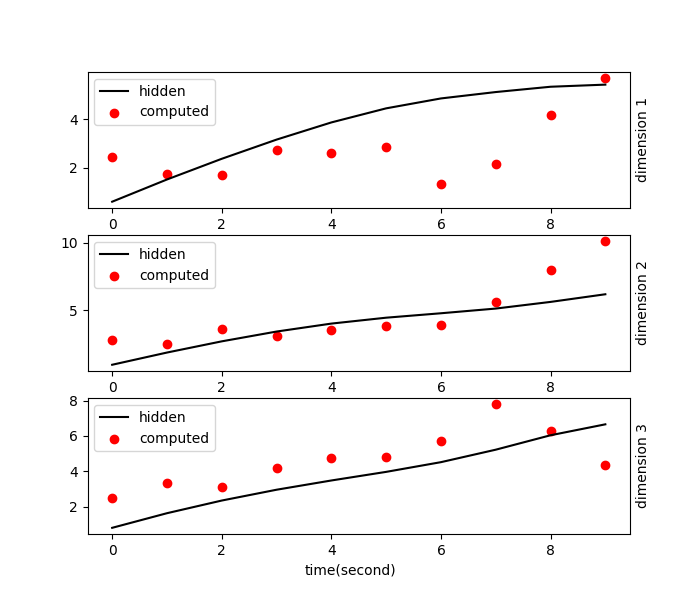 hidden
computed
4
2
0 2 4 6 8
dimension 1
hidden
computed
10
5
0 2 4 6 8
dimension 2
hidden
computed
8
6
4
2
0 2 4 6 8
dimension 3
time(second)